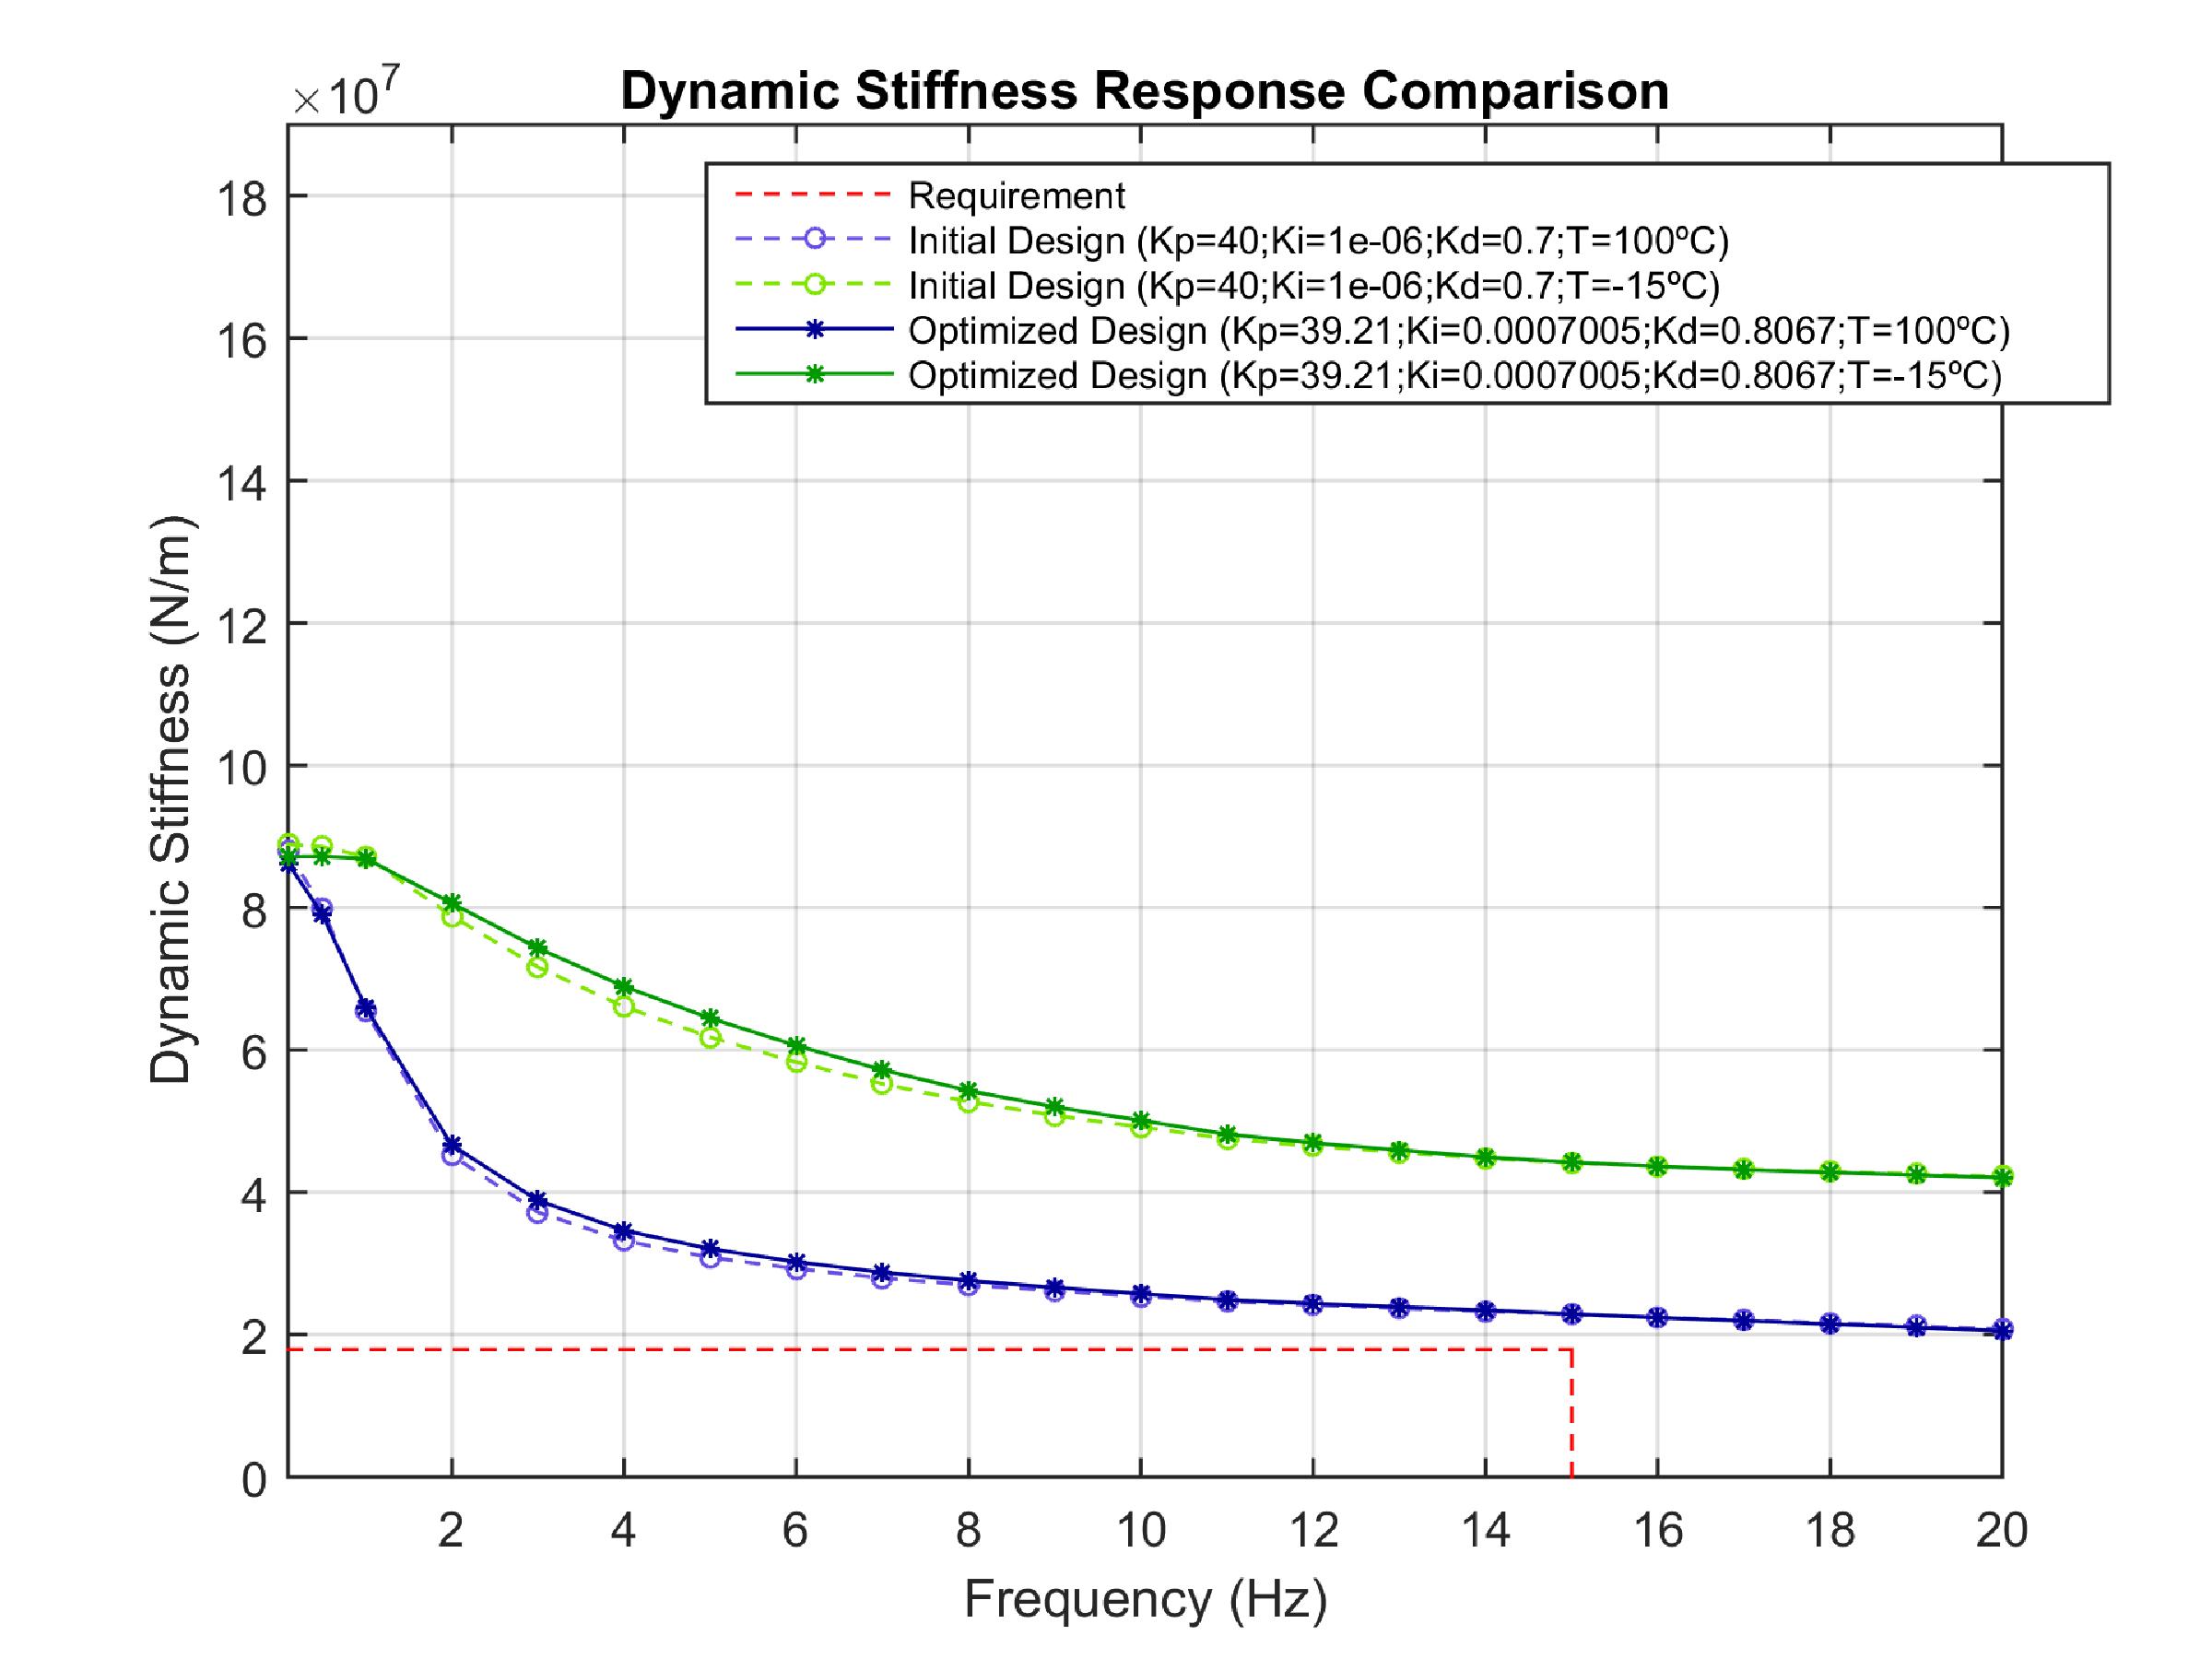 ×10⁷
Dynamic Stiffness Response Comparison
Requirement
Initial Design (Kp=40;Ki=1e-06;Kd=0.7;T=100ºC)
Initial Design (Kp=40;Ki=1e-06;Kd=0.7;T=-15ºC)
Optimized Design (Kp=39.21;Ki=0.0007005;Kd=0.8067;T=100ºC)
Optimized Design (Kp=39.21;Ki=0.0007005;Kd=0.8067;T=-15ºC)
Dynamic Stiffness (N/m)
18
16
14
12
10
8
6
4
2
0
2 4 6 8 10 12 14 16 18 20
Frequency (Hz)